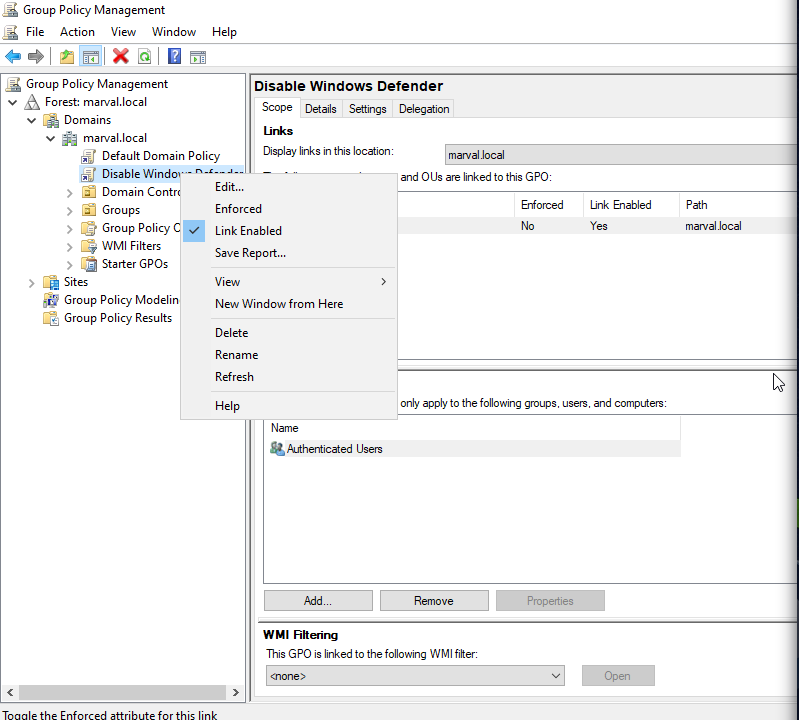 Group Policy Management
File Action View Window Help
Group Policy Management
Forest: marval.local
Domains
marval.local
Default Domain Policy
Disable Windows Defender
Domain Contro
Groups
Group Policy O
WMI Filters
Starter GPOs
Sites
Group Policy Modelin
Group Policy Results
Edit...
Enforced
Link Enabled
Save Report...
View
New Window from Here
Delete
Rename
Refresh
Help
Disable Windows Defender
Scope Details Settings Delegation
Links
Display links in this location: marval.local
and OUs are linked to this GPO:
Enforced Link Enabled Path
No Yes marval.local
only apply to the following groups, users, and computers:
Name
Authenticated Users
Add... Remove Properties
WMI Filtering
This GPO is linked to the following WMI filter:
<none> Open
Toggle the Enforced attribute for this link